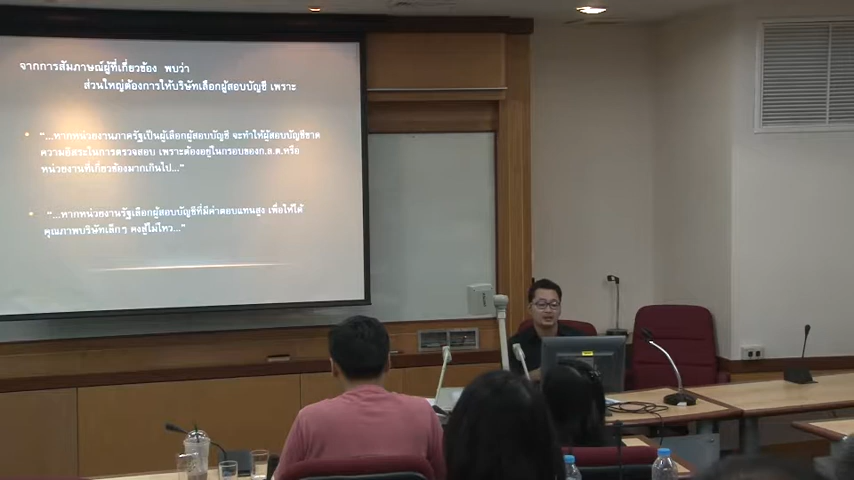 จากการสัมภาษณ์ผู้ที่เกี่ยวข้อง พบว่า
ส่วนใหญ่ต้องการให้บริษัทเลือกผู้สอบบัญชี เพราะ
“...หากหน่วยงานภาครัฐเป็นผู้เลือกผู้สอบบัญชี จะทำให้ผู้สอบบัญชีขาด
ความอิสระในการตรวจสอบ เพราะต้องอยู่ในกรอบของก.ล.ต.หรือ
หน่วยงานที่เกี่ยวข้องมากเกินไป...”
“...หากหน่วยงานรัฐเลือกผู้สอบบัญชีที่มีค่าตอบแทนสูง เพื่อให้ได้
คุณภาพบริษัทเล็กๆ คงสู้ไม่ไหว...”